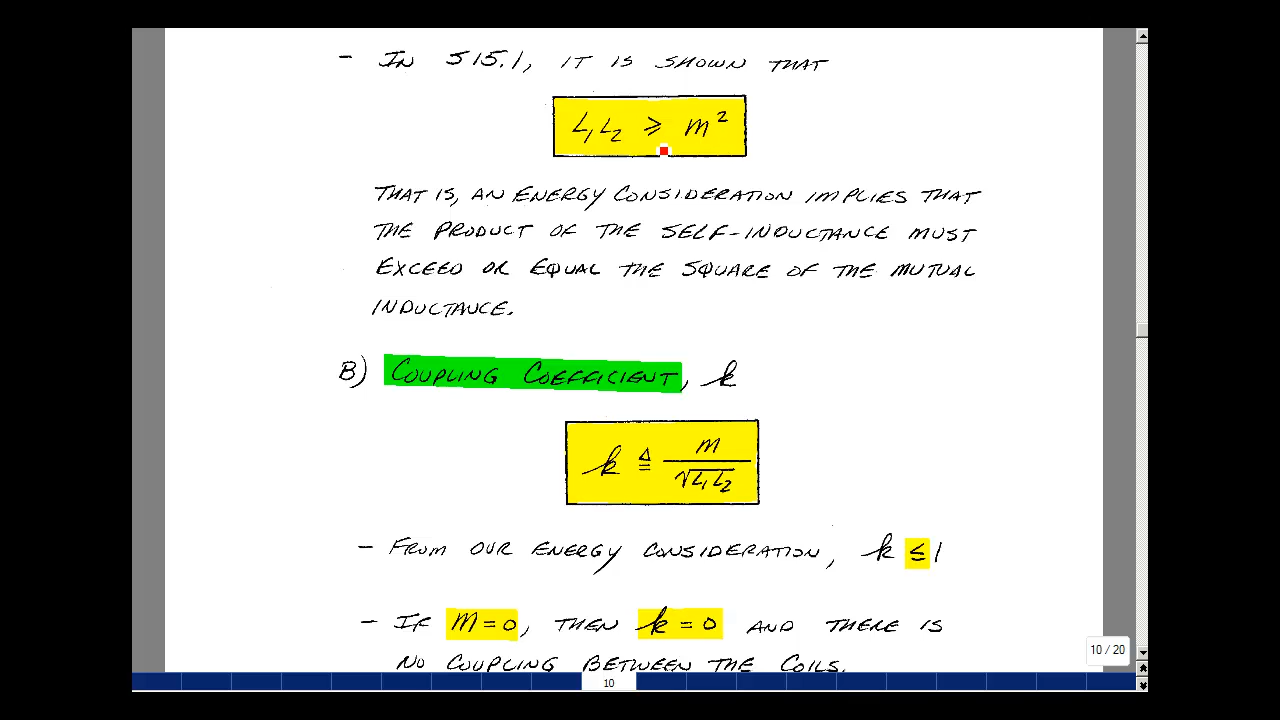 - IN §15.1, IT IS SHOWN THAT
L₁L₂ ≥ M²
THAT IS, AN ENERGY CONSIDERATION IMPLIES THAT
THE PRODUCT OF THE SELF-INDUCTANCE MUST
EXCEED OR EQUAL THE SQUARE OF THE MUTUAL
INDUCTANCE.
B) COUPLING COEFFICIENT, k
k ≜ M / √L₁L₂
- FROM OUR ENERGY CONSIDERATION, k ≤ 1
- IF M = 0, THEN k = 0 AND THERE IS
NO COUPLING BETWEEN THE COILS.
10 / 20
10